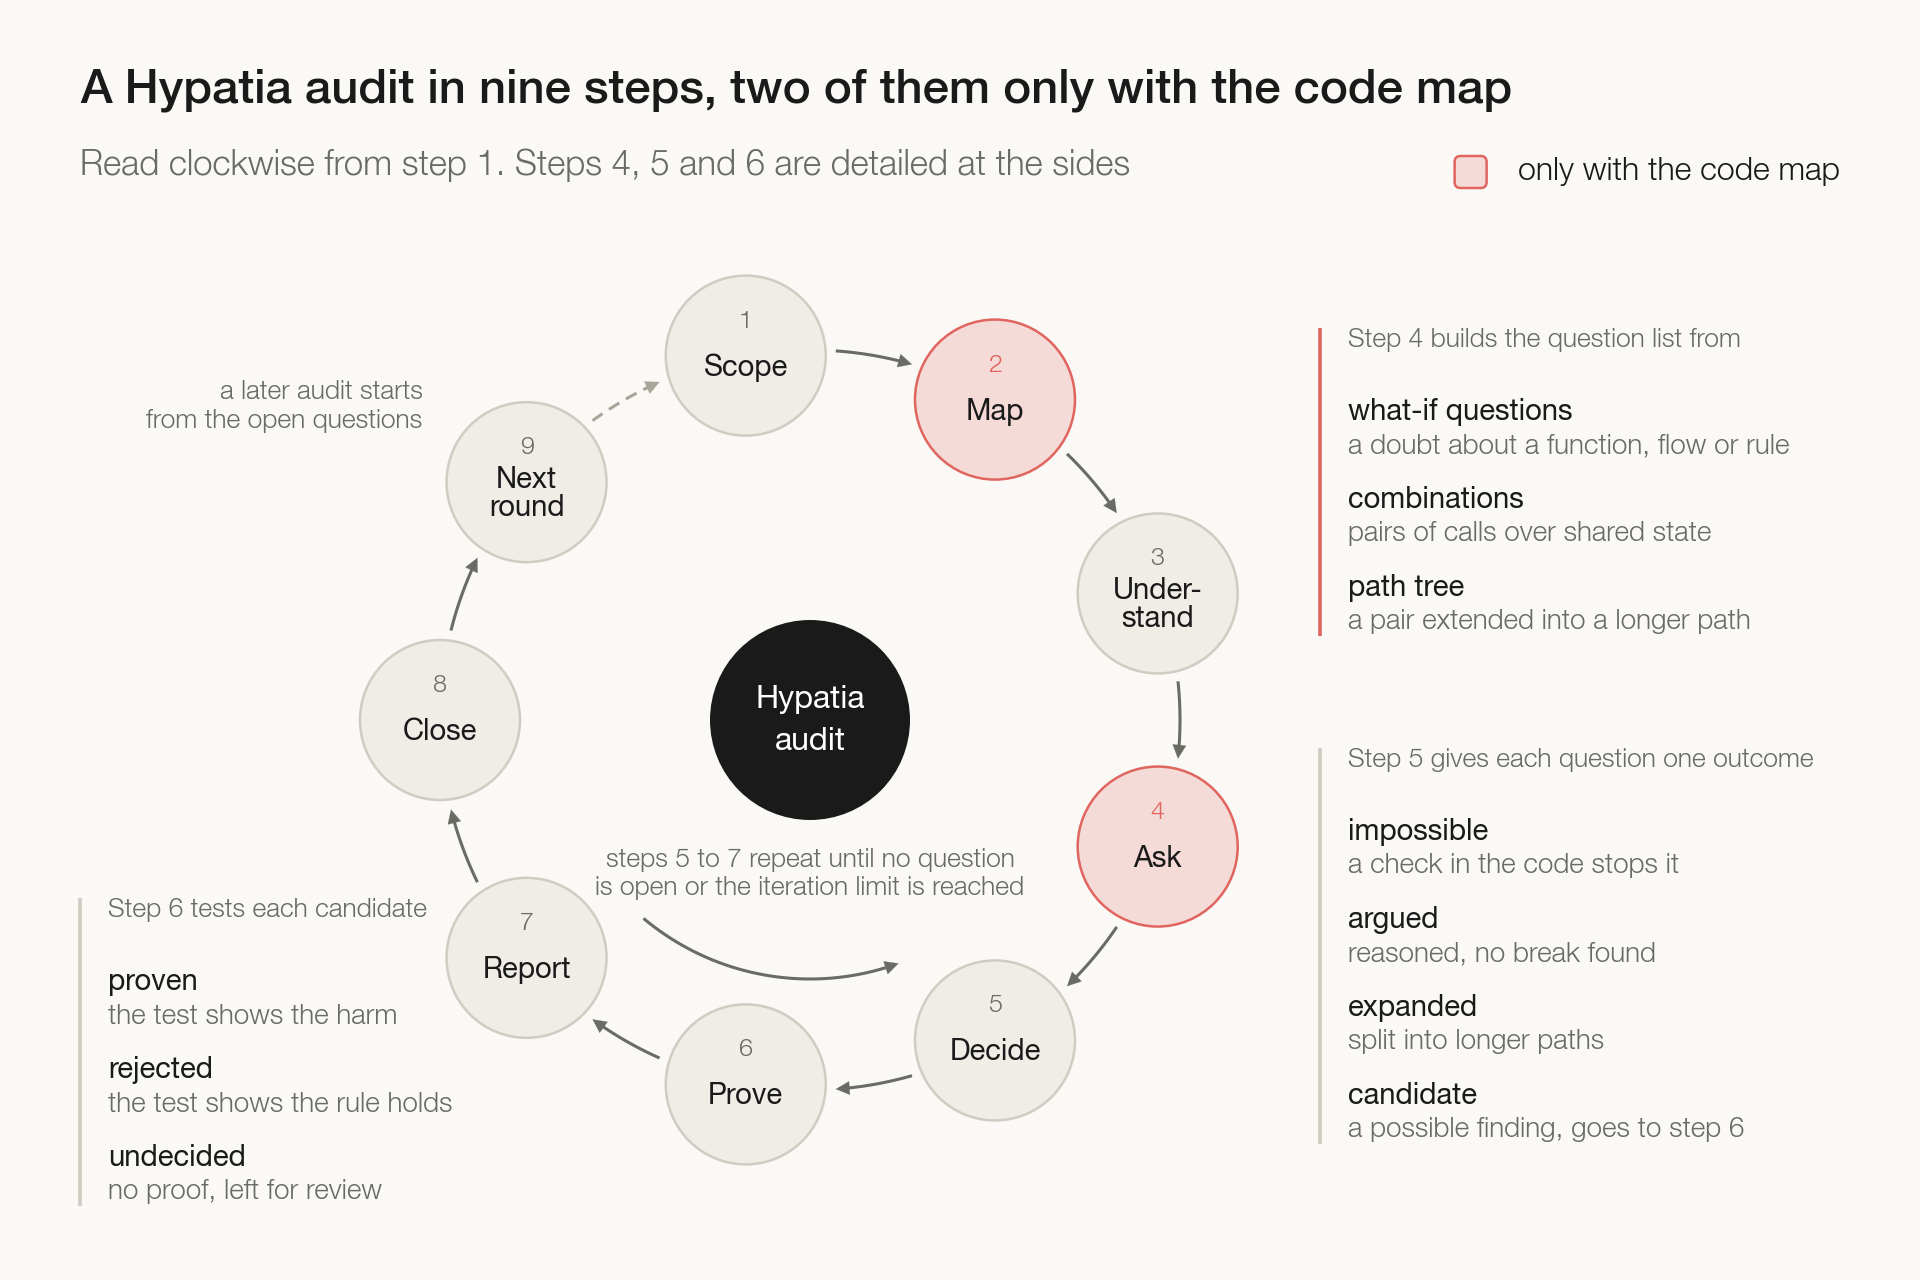 A Hypatia audit in nine steps, two of them only with the code map
Read clockwise from step 1. Steps 4, 5 and 6 are detailed at the sides
only with the code map
1
Scope
2
Map
3
Under-
stand
4
Ask
5
Decide
6
Prove
7
Report
8
Close
9
Next
round
a later audit starts
from the open questions
Hypatia
audit
steps 5 to 7 repeat until no question
is open or the iteration limit is reached
Step 4 builds the question list from
what-if questions
a doubt about a function, flow or rule
combinations
pairs of calls over shared state
path tree
a pair extended into a longer path
Step 5 gives each question one outcome
impossible
a check in the code stops it
argued
reasoned, no break found
expanded
split into longer paths
candidate
a possible finding, goes to step 6
Step 6 tests each candidate
proven
the test shows the harm
rejected
the test shows the rule holds
undecided
no proof, left for review